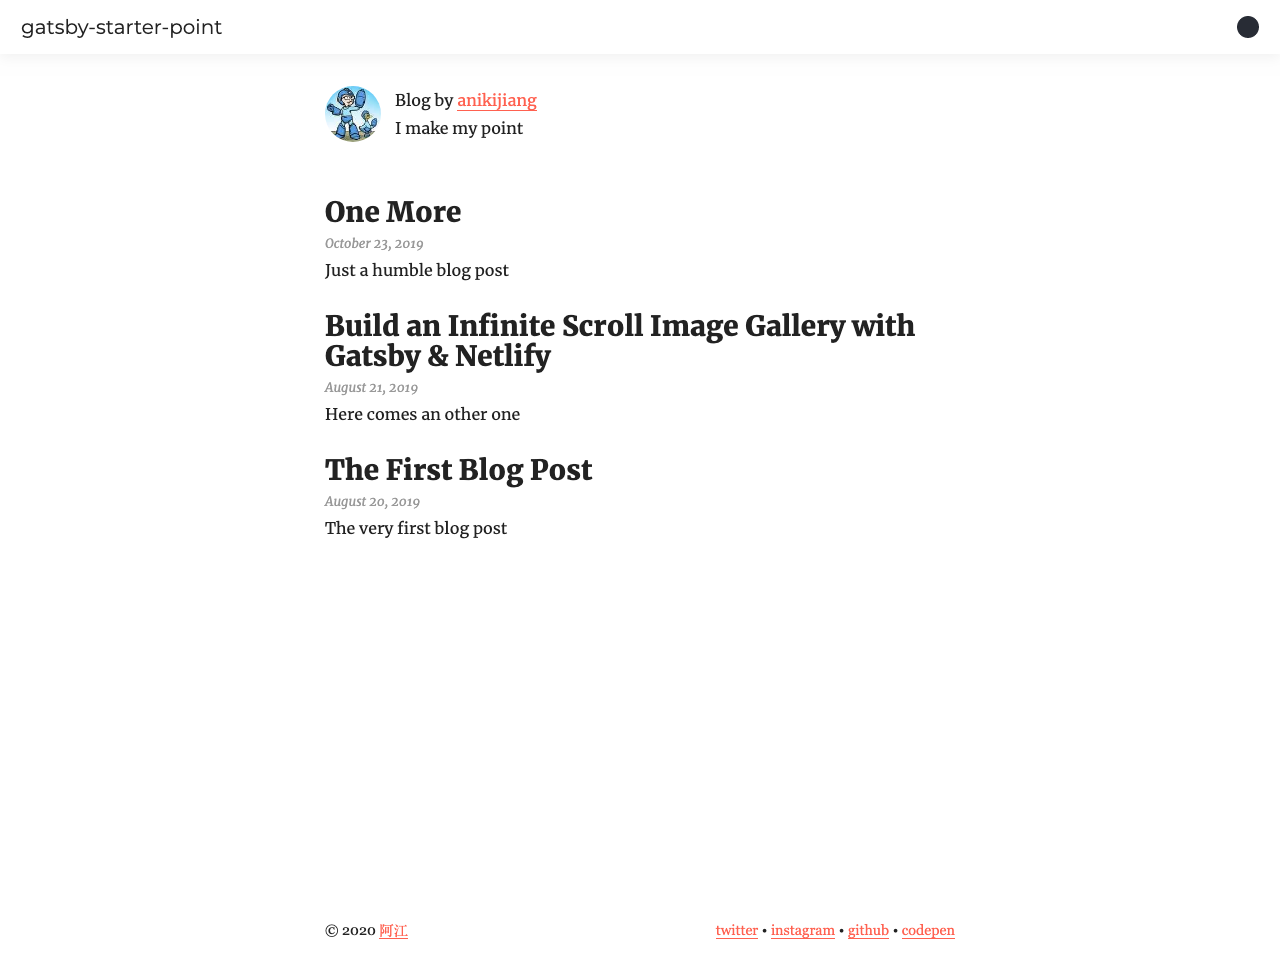 gatsby-starter-point
Blog by anikijiang
I make my point
One More
October 23, 2019
Just a humble blog post
Build an Infinite Scroll Image Gallery with
Gatsby & Netlify
August 21, 2019
Here comes an other one
The First Blog Post
August 20, 2019
The very first blog post
© 2020 阿江
twitter • instagram • github • codepen